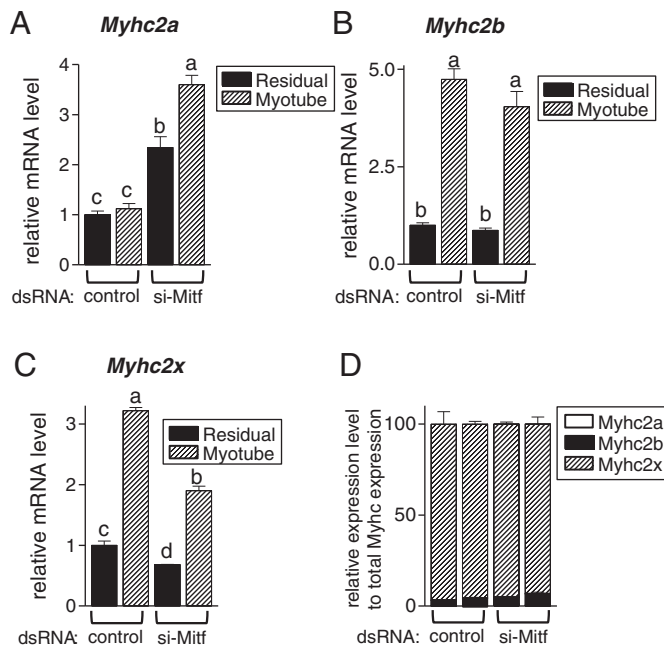 A
Myhc2a
relative mRNA level
4
3
2
1
0
c
c
b
a
Residual
Myotube
dsRNA: control
si-Mitf
B
Myhc2b
relative mRNA level
5.0
2.5
0.0
b
a
b
a
Residual
Myotube
dsRNA: control
si-Mitf
C
Myhc2x
relative mRNA level
3
2
1
0
c
a
d
b
Residual
Myotube
dsRNA: control
si-Mitf
D
relative expression level
to total Myhc expression
100
50
0
Myhc2a
Myhc2b
Myhc2x
dsRNA: control
si-Mitf